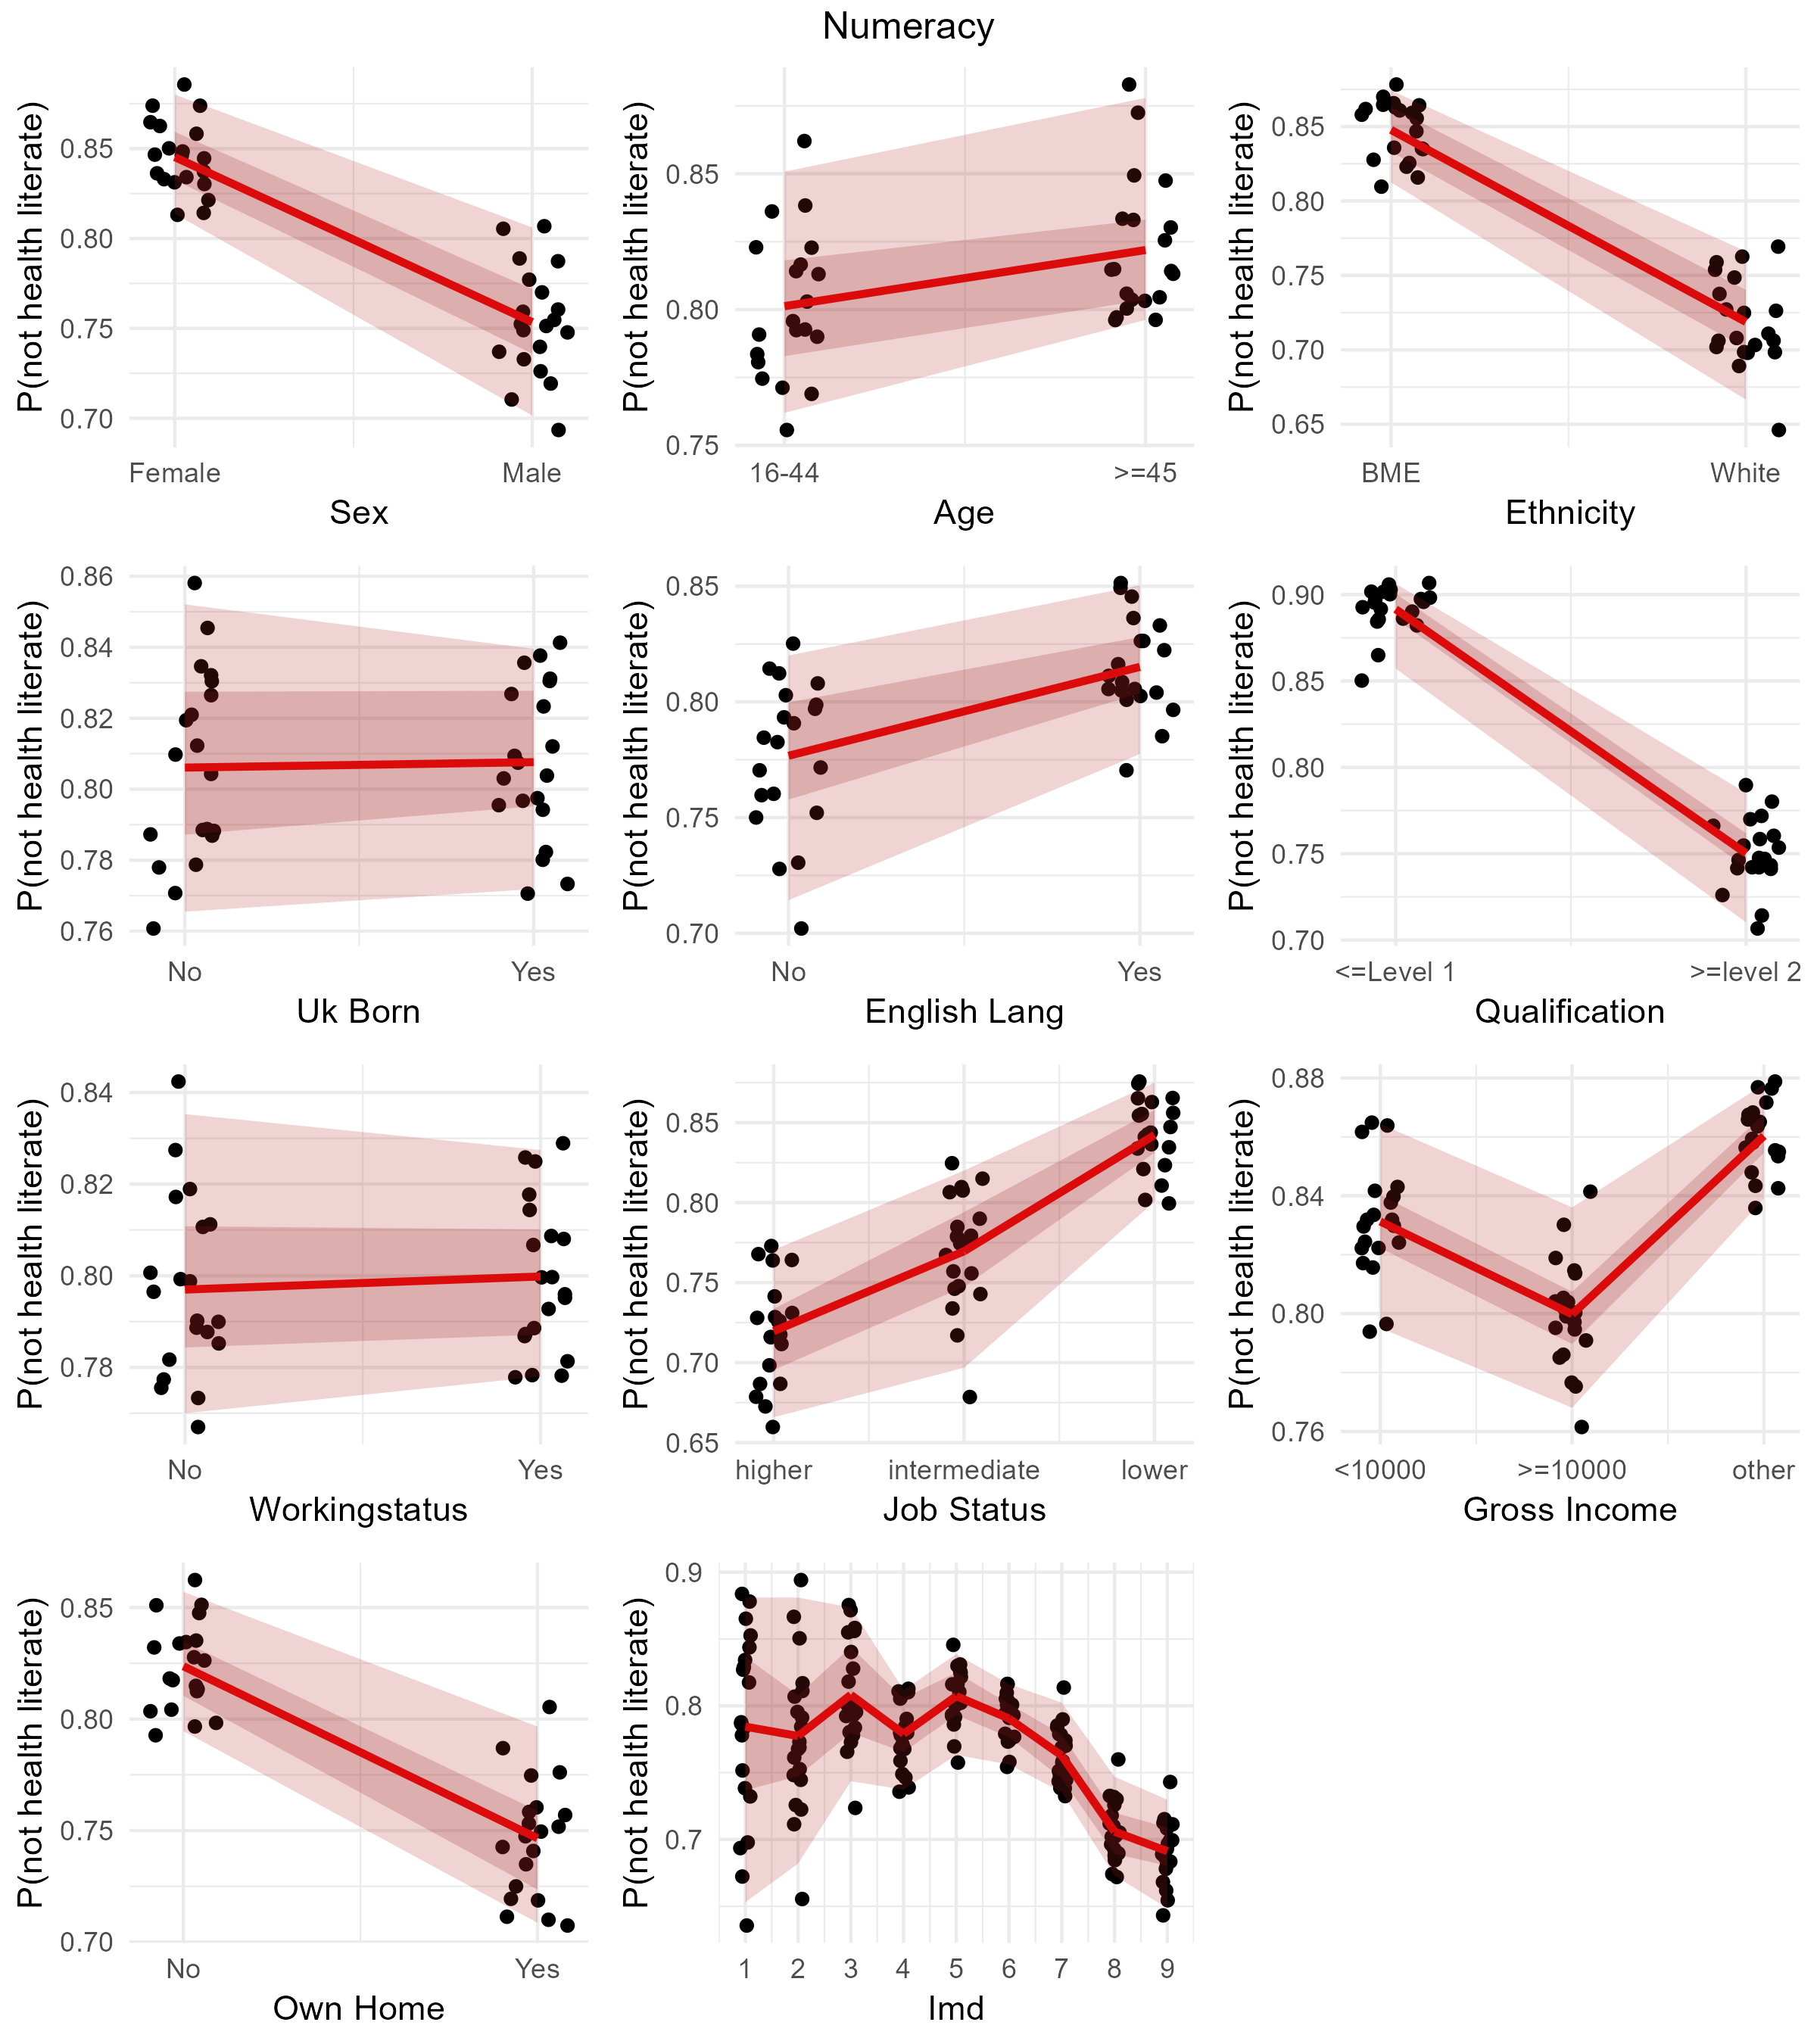 Numeracy
P(not health literate)
0.85
0.80
0.75
0.70
Female Male
Sex
P(not health literate)
0.85
0.80
0.75
16-44 >=45
Age
P(not health literate)
0.85
0.80
0.75
0.70
0.65
BME White
Ethnicity
P(not health literate)
0.86
0.84
0.82
0.80
0.78
0.76
No Yes
Uk Born
P(not health literate)
0.85
0.80
0.75
0.70
No Yes
English Lang
P(not health literate)
0.90
0.85
0.80
0.75
0.70
<=Level 1 >=level 2
Qualification
P(not health literate)
0.84
0.82
0.80
0.78
No Yes
Workingstatus
P(not health literate)
0.85
0.80
0.75
0.70
0.65
higher intermediate lower
Job Status
P(not health literate)
0.88
0.84
0.80
0.76
<10000 >=10000 other
Gross Income
P(not health literate)
0.85
0.80
0.75
0.70
No Yes
Own Home
P(not health literate)
0.9
0.8
0.7
1 2 3 4 5 6 7 8 9
Imd